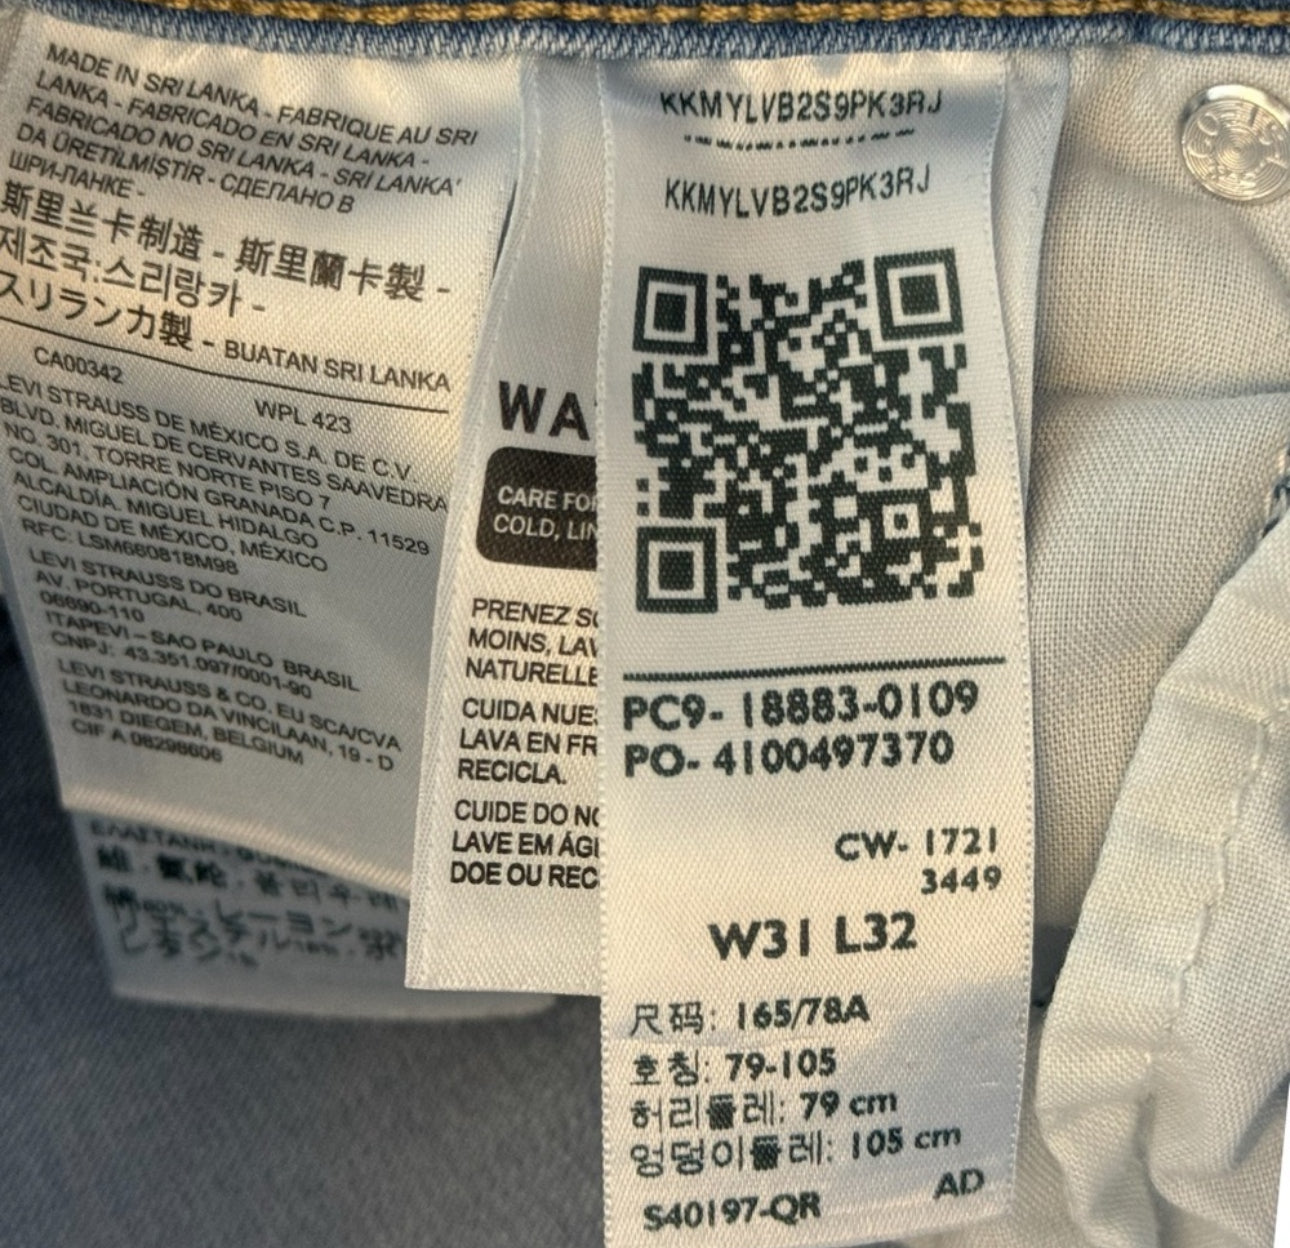 MADE IN SRI LANKA - FABRIQUE AU SRI
LANKA - FABRICADO EN SRI LANKA -
FABRICADO NO SRI LANKA - SRİ LANKA'
DA ÜRETİLMİŞTİR - СДЕЛАНО В
ШРИ-ЛАНКЕ -
斯里兰卡制造 - 斯里蘭卡製 -
제조국:스리랑카 -
スリランカ製 - BUATAN SRI LANKA
CA00342
WPL 423
LEVI STRAUSS DE MÉXICO S.A. DE C.V.
BLVD. MIGUEL DE CERVANTES SAAVEDRA
NO. 301, TORRE NORTE PISO 7
COL. AMPLIACIÓN GRANADA C.P. 11529
ALCALDÍA. MIGUEL HIDALGO
CIUDAD DE MÉXICO, MÉXICO
RFC: LSM660818M98
LEVI STRAUSS DO BRASIL
AV. PORTUGAL, 400
06690-110
ITAPEVI – SAO PAULO BRASIL
CNPJ: 43.351.097/0001-90
LEVI STRAUSS & CO. EU SCA/CVA
LEONARDO DA VINCILAAN, 19 - D
1831 DIEGEM, BELGIUM
CIF A 08298606
WA
CARE FO
COLD, LIN
PRENEZ S
MOINS, LAV
NATURELLE
CUIDA NUES
LAVA EN FR
RECICLA.
CUIDE DO NO
LAVE EM ÁG
DOE OU REC
KKMYLVB2S9PK3RJ
KKMYLVB2S9PK3RJ
PC9- 18883-0109
PO- 4100497370
CW- 1721
3449
W31 L32
尺码: 165/78A
호칭: 79-105
허리둘레: 79 cm
엉덩이둘레: 105 cm
S40197-QR AD